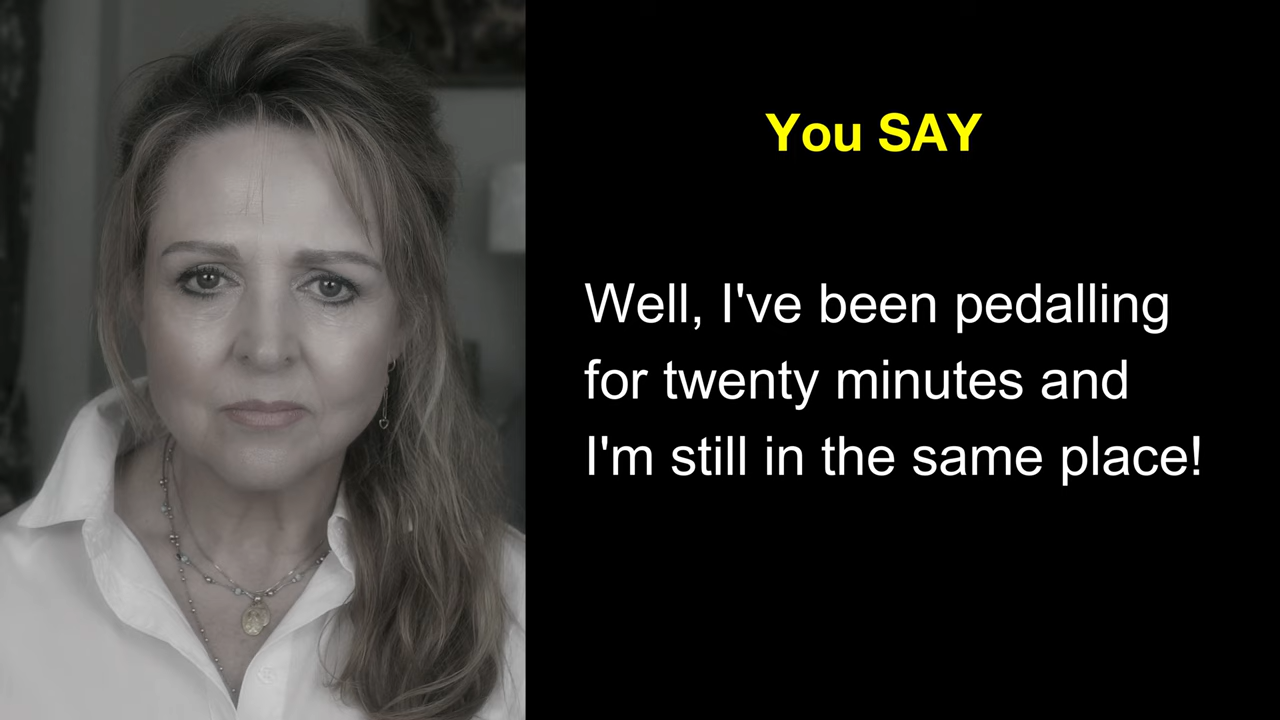 You SAY
Well, I've been pedalling
for twenty minutes and
I'm still in the same place!